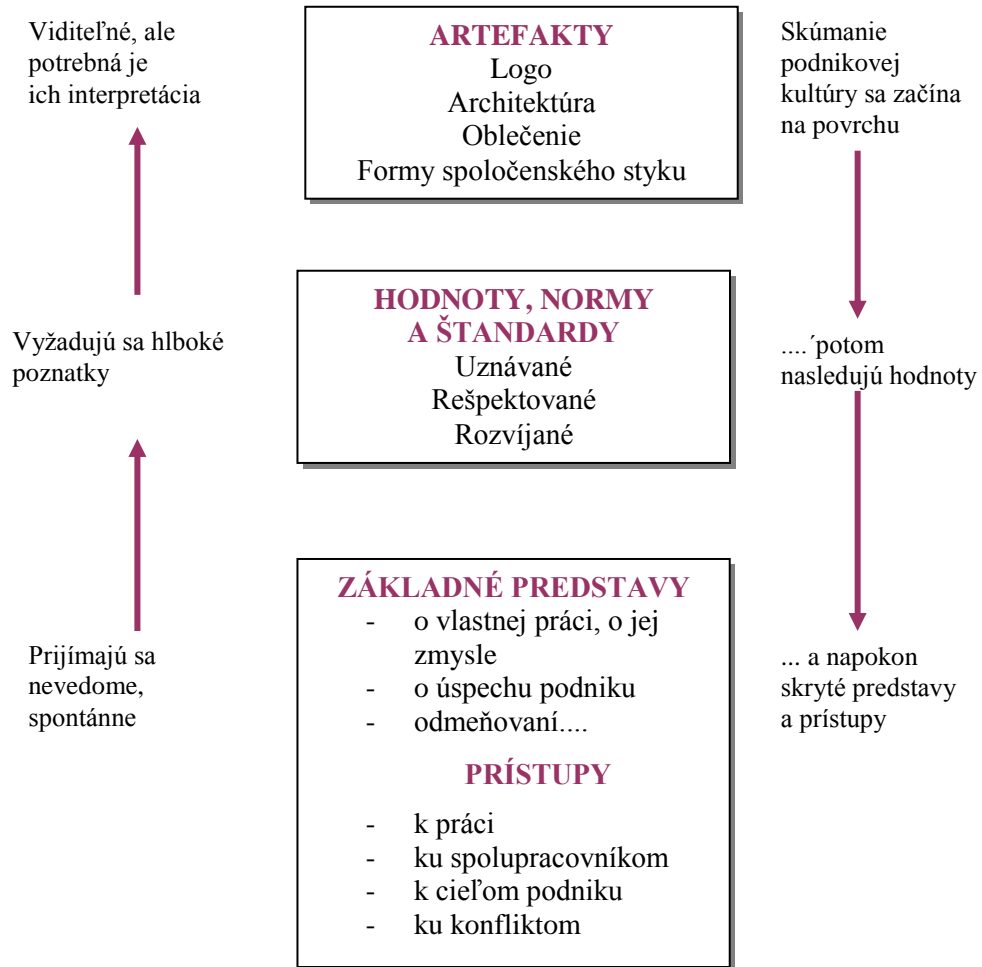 Viditeľné, ale
potrebná je
ich interpretácia
ARTEFAKTY
Logo
Architektúra
Oblečenie
Formy spoločenského styku
Skúmanie
podnikovej
kultúry sa začína
na povrchu
Vyžadujú sa hlboké
poznatky
HODNOTY, NORMY
A ŠTANDARDY
Uznávané
Rešpektované
Rozvíjané
....´potom
nasledujú hodnoty
Prijímajú sa
nevedome,
spontánne
ZÁKLADNÉ PREDSTAVY
- o vlastnej práci, o jej
zmysle
- o úspechu podniku
- odmeňovaní....
PRÍSTUPY
- k práci
- ku spolupracovníkom
- k cieľom podniku
- ku konfliktom
... a napokon
skryté predstavy
a prístupy